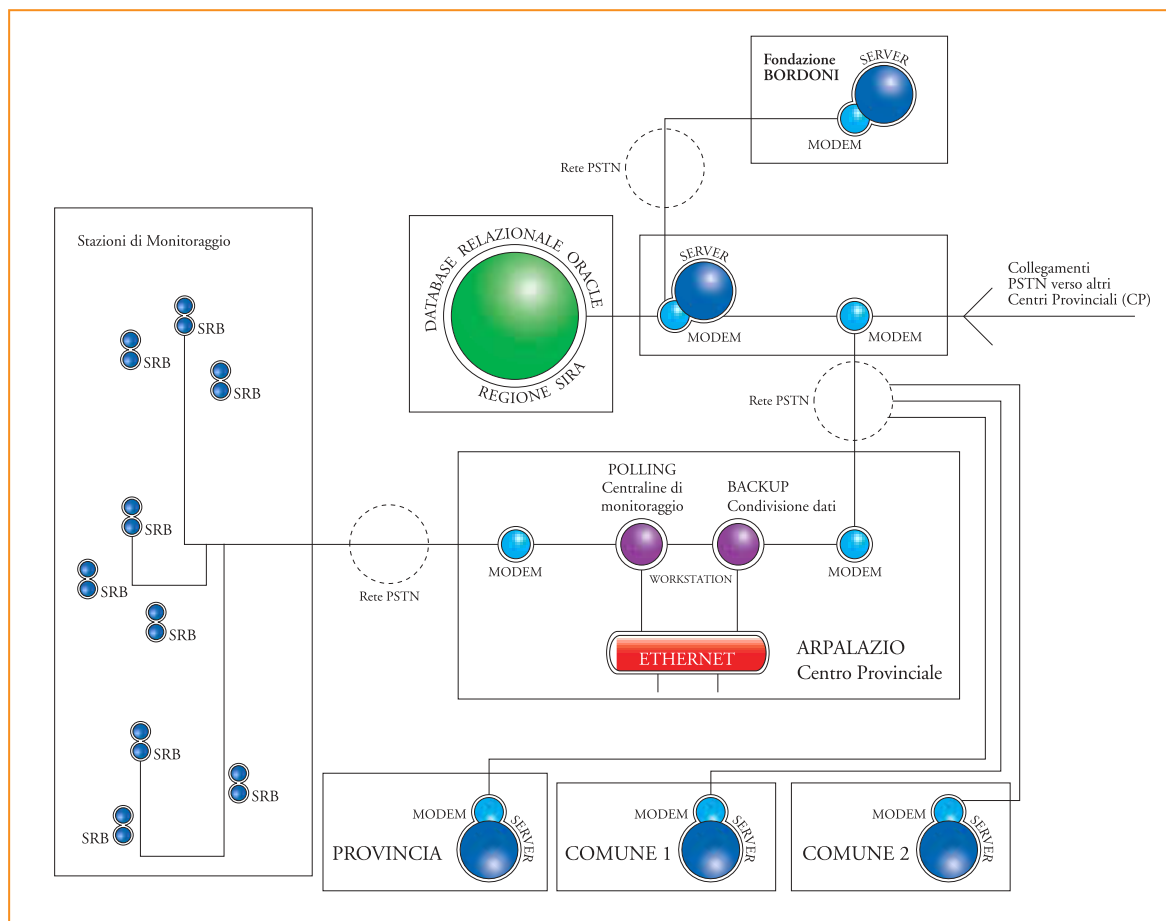 Fondazione
BORDONI
SERVER
MODEM
Rete PSTN
Stazioni di Monitoraggio
SRB
SRB
SRB
SRB
SRB
SRB
SRB
SRB
SRB
DATABASE RELAZIONALE ORACLE
REGIONE SIRA
SERVER
MODEM
MODEM
Collegamenti
PSTN verso altri
Centri Provinciali (CP)
Rete PSTN
POLLING
Centraline di
monitoraggio
BACKUP
Condivisione dati
MODEM
WORKSTATION
MODEM
Rete PSTN
ETHERNET
ARPALAZIO
Centro Provinciale
MODEM
SERVER
PROVINCIA
MODEM
SERVER
COMUNE 1
MODEM
SERVER
COMUNE 2